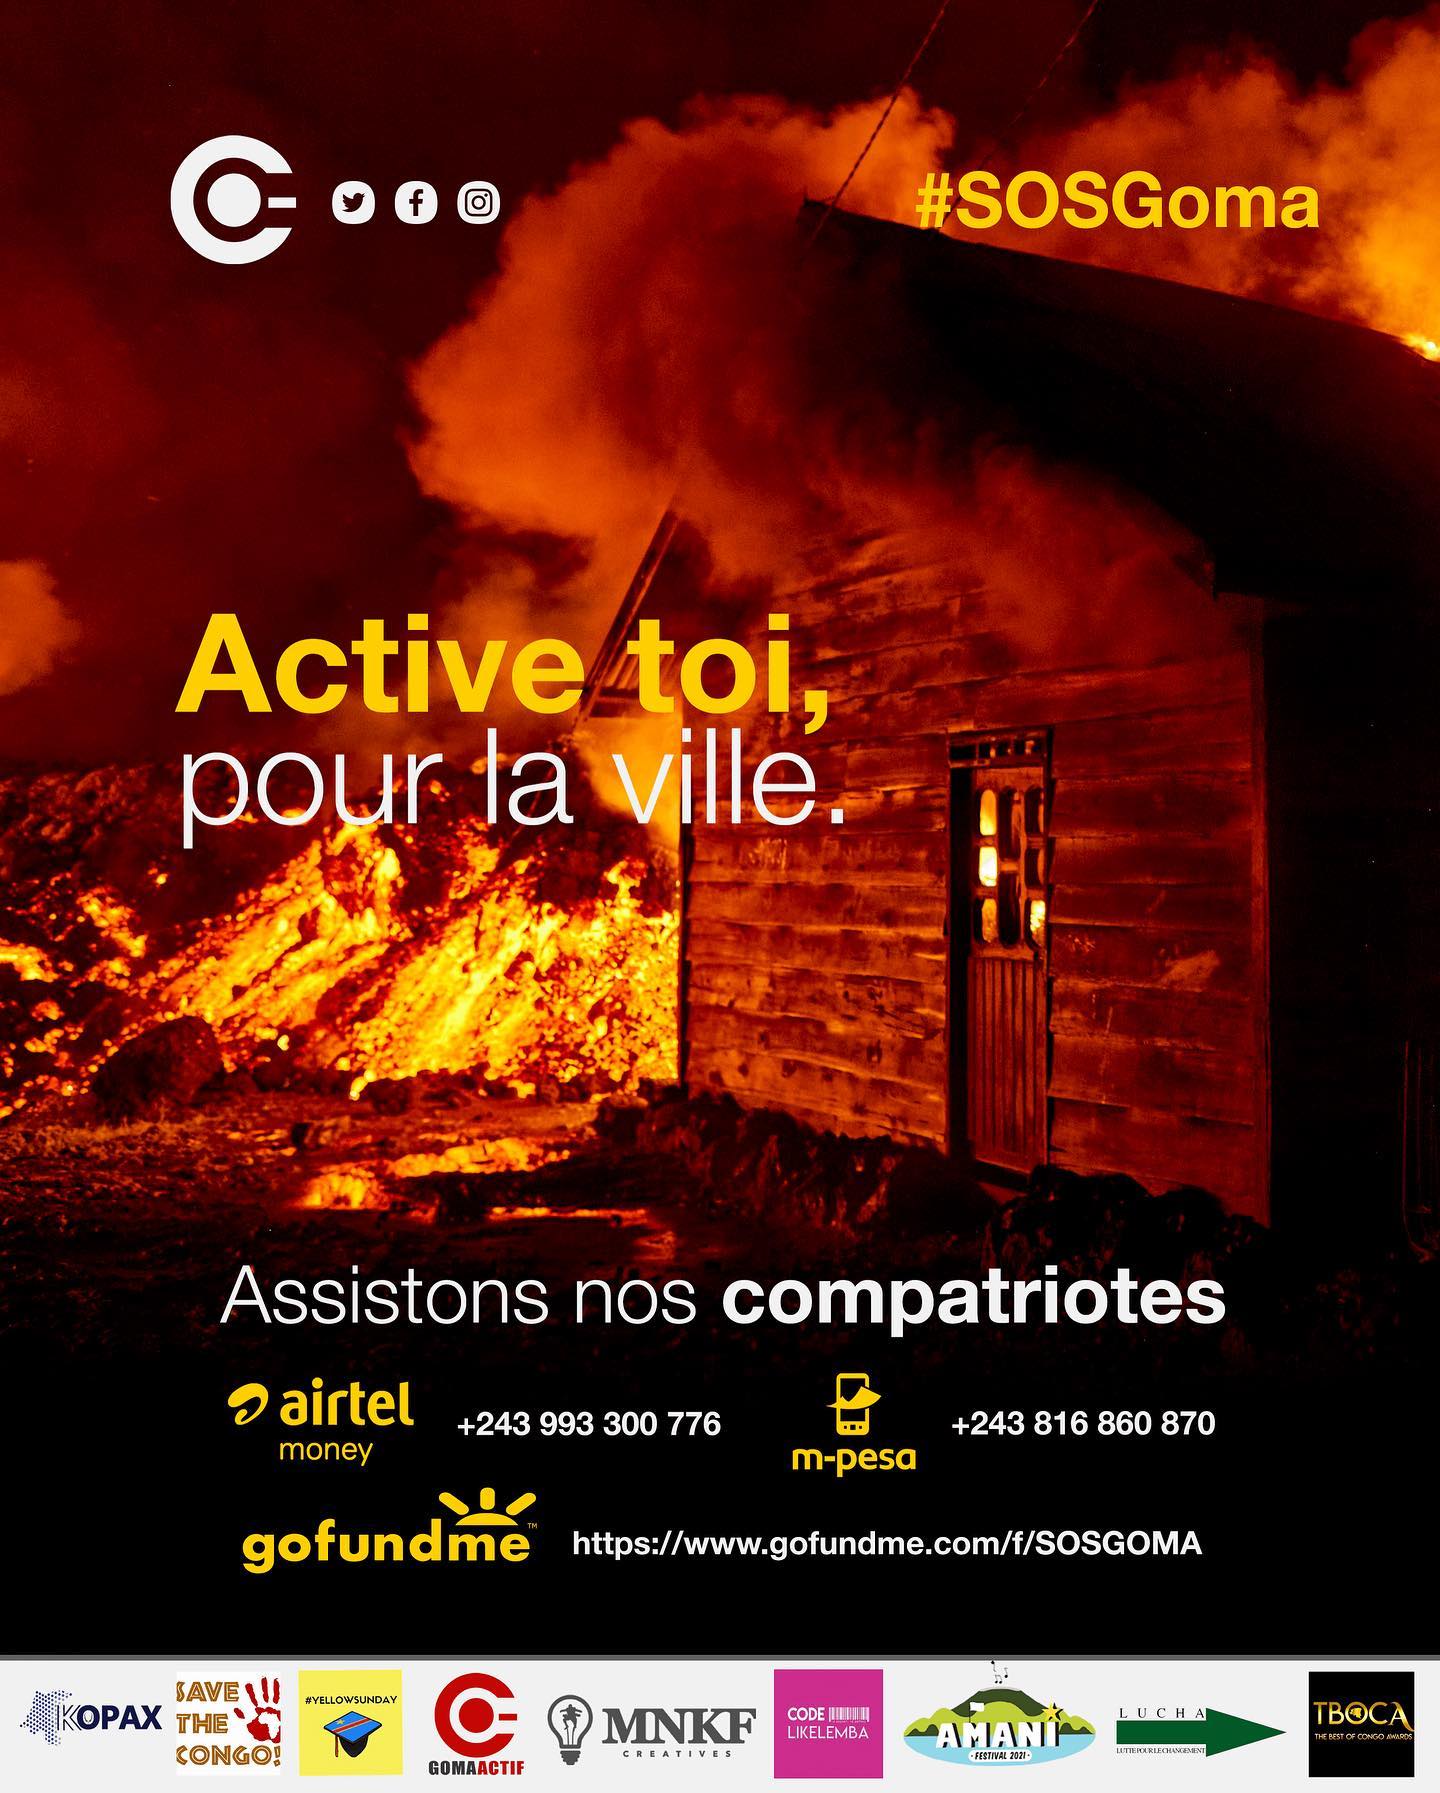 #SOSGoma
Active toi,
pour la ville.
Assistons nos compatriotes
airtel
money
+243 993 300 776
m-pesa
+243 816 860 870
gofundme™
https://www.gofundme.com/f/SOSGOMA
KOPAX
SAVE
THE
CONGO!
#YELLOWSUNDAY
GOMAACTIF
MNKF
CREATIVES
CODE
LIKELEMBA
AMANI
· FESTIVAL 2021 ·
LUCHA
LUTTE POUR LE CHANGEMENT
TBOCA
THE BEST OF CONGO AWARDS